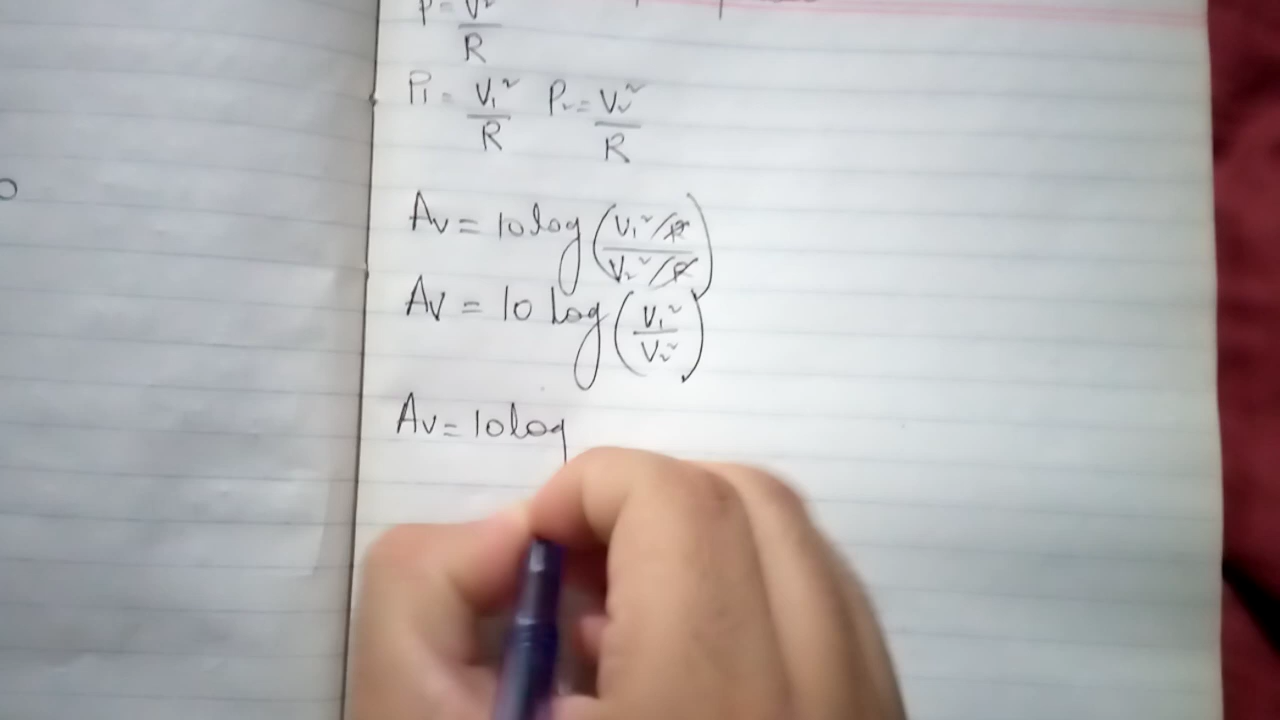 P = V²/R
P₁ = V₁²/R P₂ = V₂²/R
Av = 10 log (V₁²/R / V₂²/R)
Av = 10 log (V₁²/V₂²)
Av = 10 log